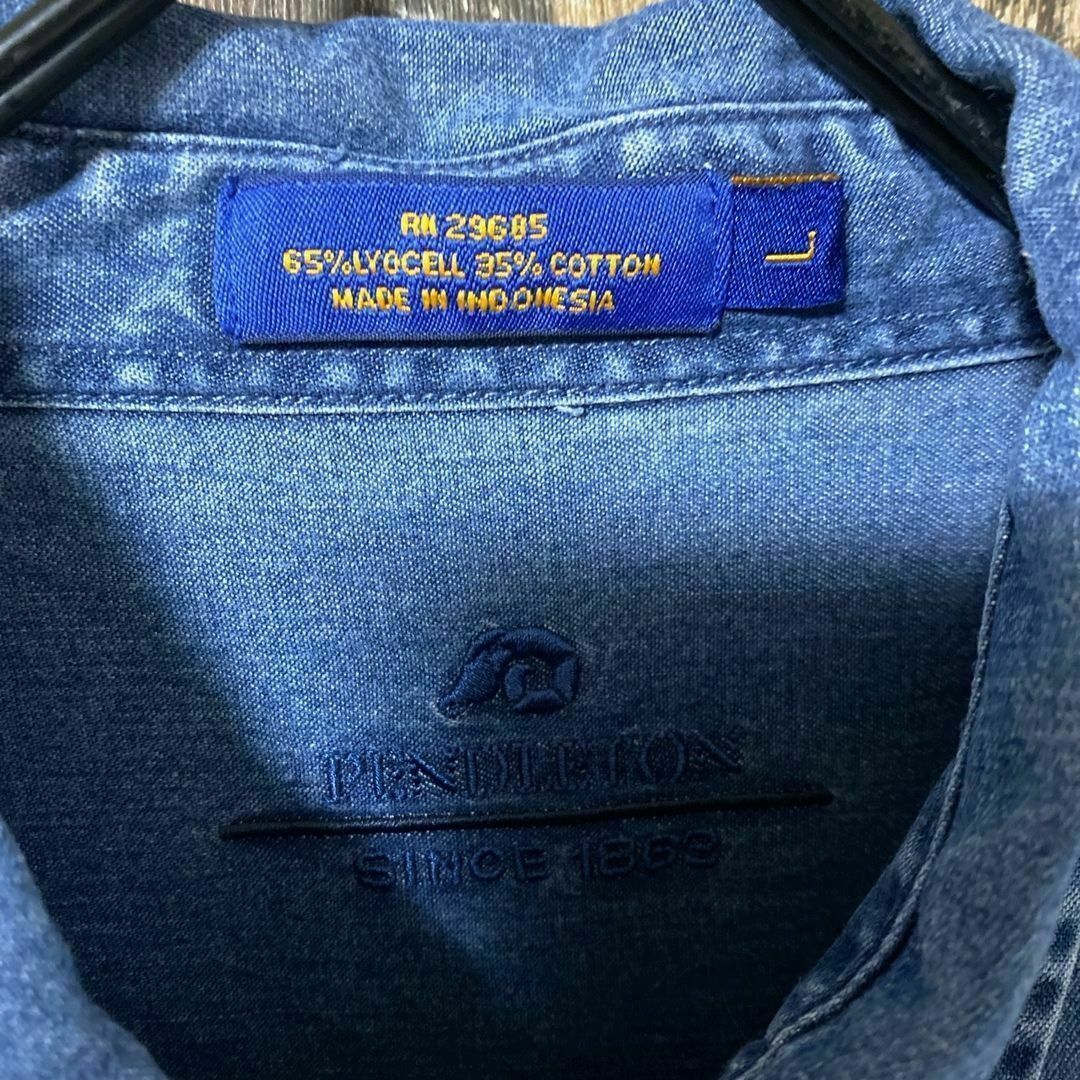 RN 29685
65%LYOCELL 35% COTTON
MADE IN INDONESIA
L
PENDLETON
SINCE 1863